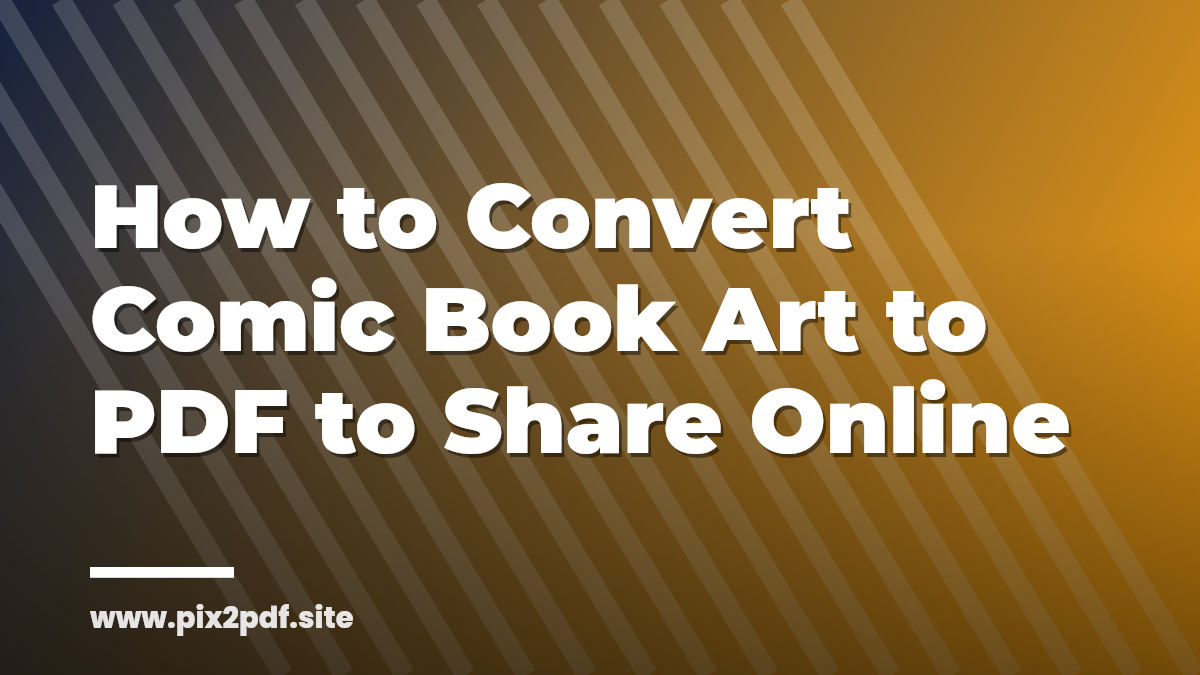 How to Convert
Comic Book Art to
PDF to Share Online
www.pix2pdf.site